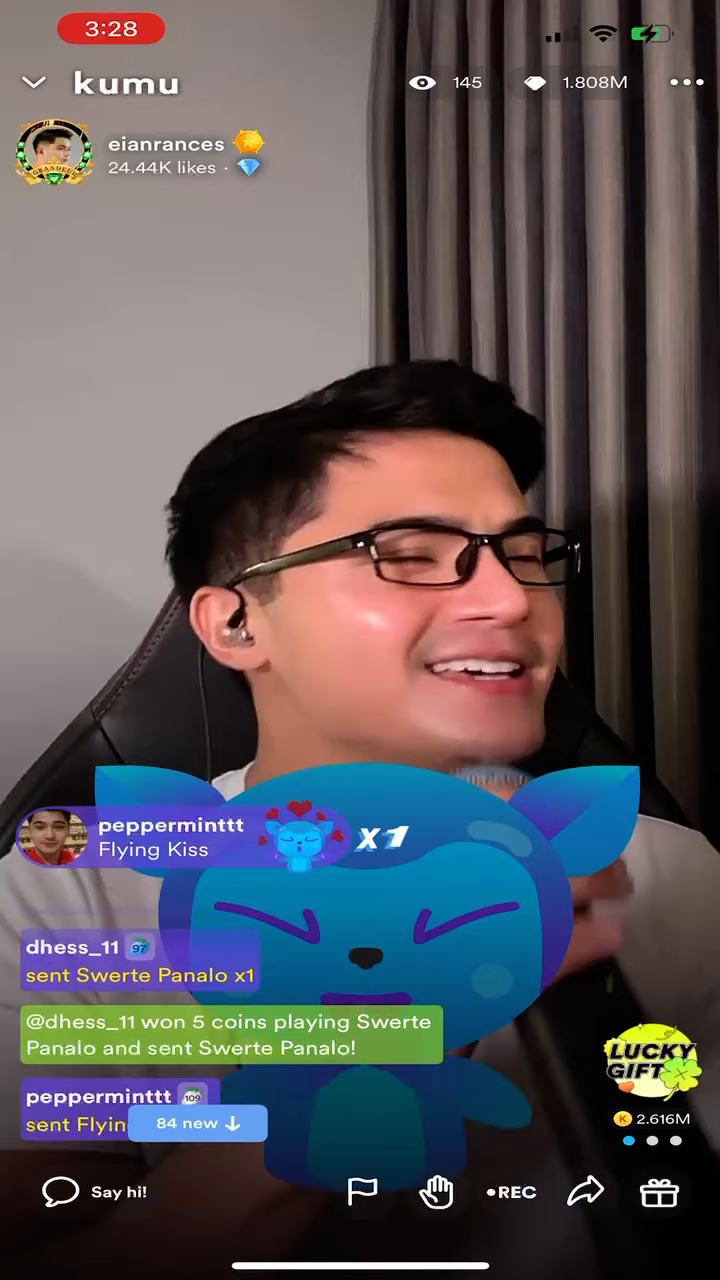 3:28
kumu
145
1.808M
eianrances
24.44K likes ·
GRANDEUR
pepperminttt
Flying Kiss
x1
dhess_11 97
sent Swerte Panalo x1
@dhess_11 won 5 coins playing Swerte
Panalo and sent Swerte Panalo!
pepperminttt 109
sent Flyin
84 new
LUCKY
GIFT
K 2.616M
Say hi!
•REC